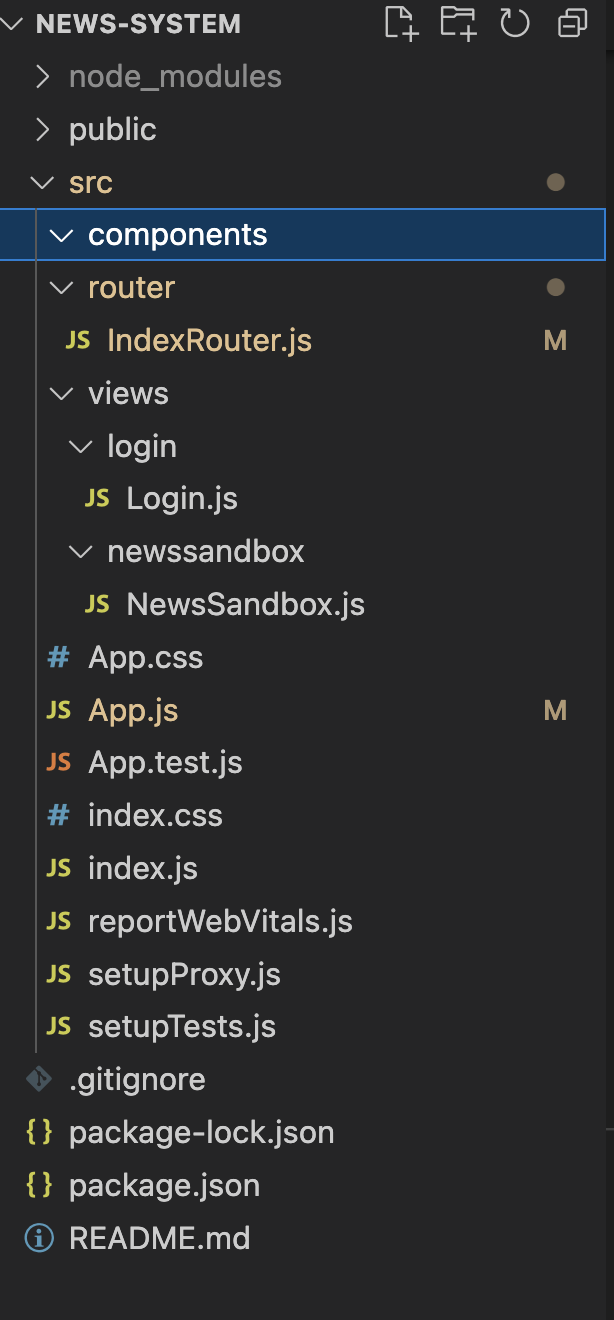 NEWS-SYSTEM
node_modules
public
src
components
router
JS IndexRouter.js M
views
login
JS Login.js
newssandbox
JS NewsSandbox.js
# App.css
JS App.js M
JS App.test.js
# index.css
JS index.js
JS reportWebVitals.js
JS setupProxy.js
JS setupTests.js
.gitignore
{} package-lock.json
{} package.json
README.md